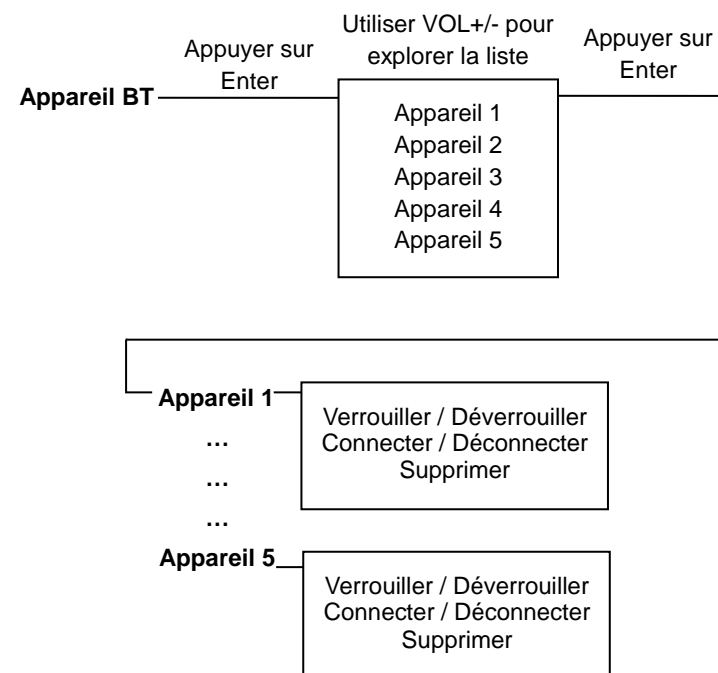 Appuyer sur
Enter
Utiliser VOL+/- pour
explorer la liste
Appuyer sur
Enter
Appareil BT
Appareil 1
Appareil 2
Appareil 3
Appareil 4
Appareil 5
Appareil 1
Verrouiller / Déverrouiller
Connecter / Déconnecter
Supprimer
…
…
…
Appareil 5
Verrouiller / Déverrouiller
Connecter / Déconnecter
Supprimer